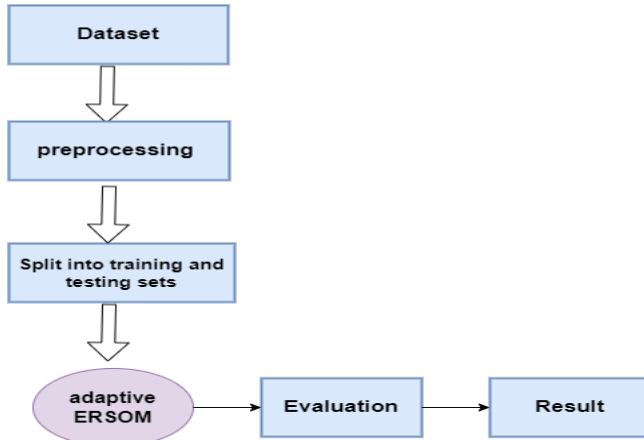 Dataset
preprocessing
Split into training and
testing sets
adaptive
ERSOM
Evaluation
Result